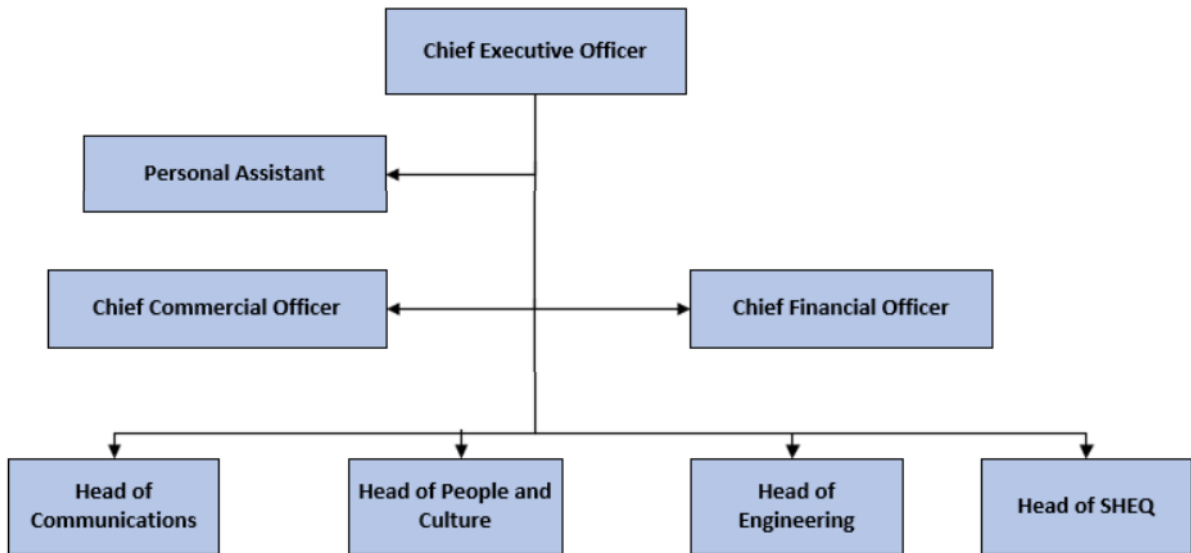 Chief Executive Officer
Personal Assistant
Chief Commercial Officer
Chief Financial Officer
Head of
Communications
Head of People and
Culture
Head of
Engineering
Head of SHEQ